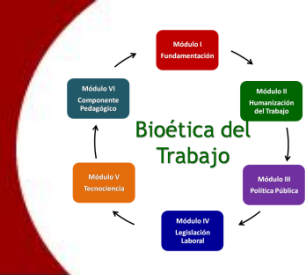 Módulo I
Fundamentación
Módulo II
Humanización
del Trabajo
Módulo III
Política Pública
Módulo IV
Legislación
Laboral
Módulo V
Tecnociencia
Módulo VI
Componente
Pedagógico
Bioética del
Trabajo